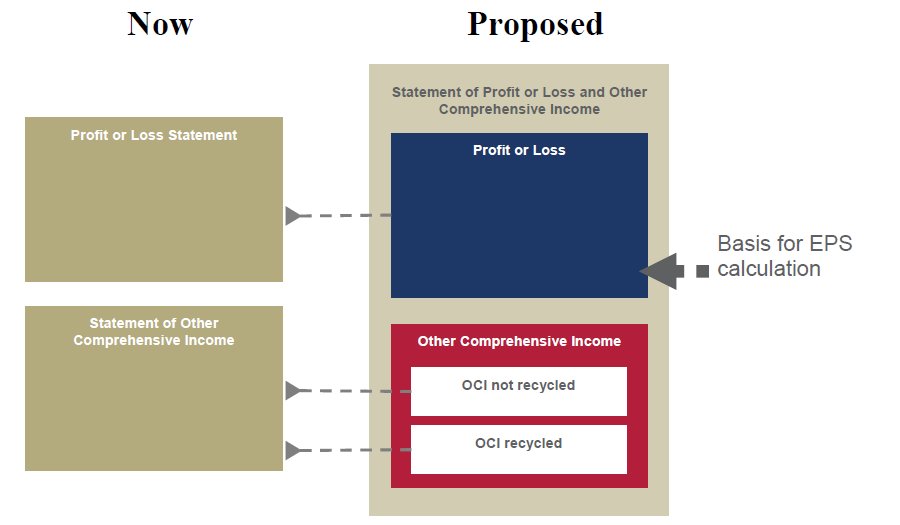 Now
Proposed
Statement of Profit or Loss and Other
Comprehensive Income
Profit or Loss Statement
Profit or Loss
Basis for EPS
calculation
Statement of Other
Comprehensive Income
Other Comprehensive Income
OCI not recycled
OCI recycled